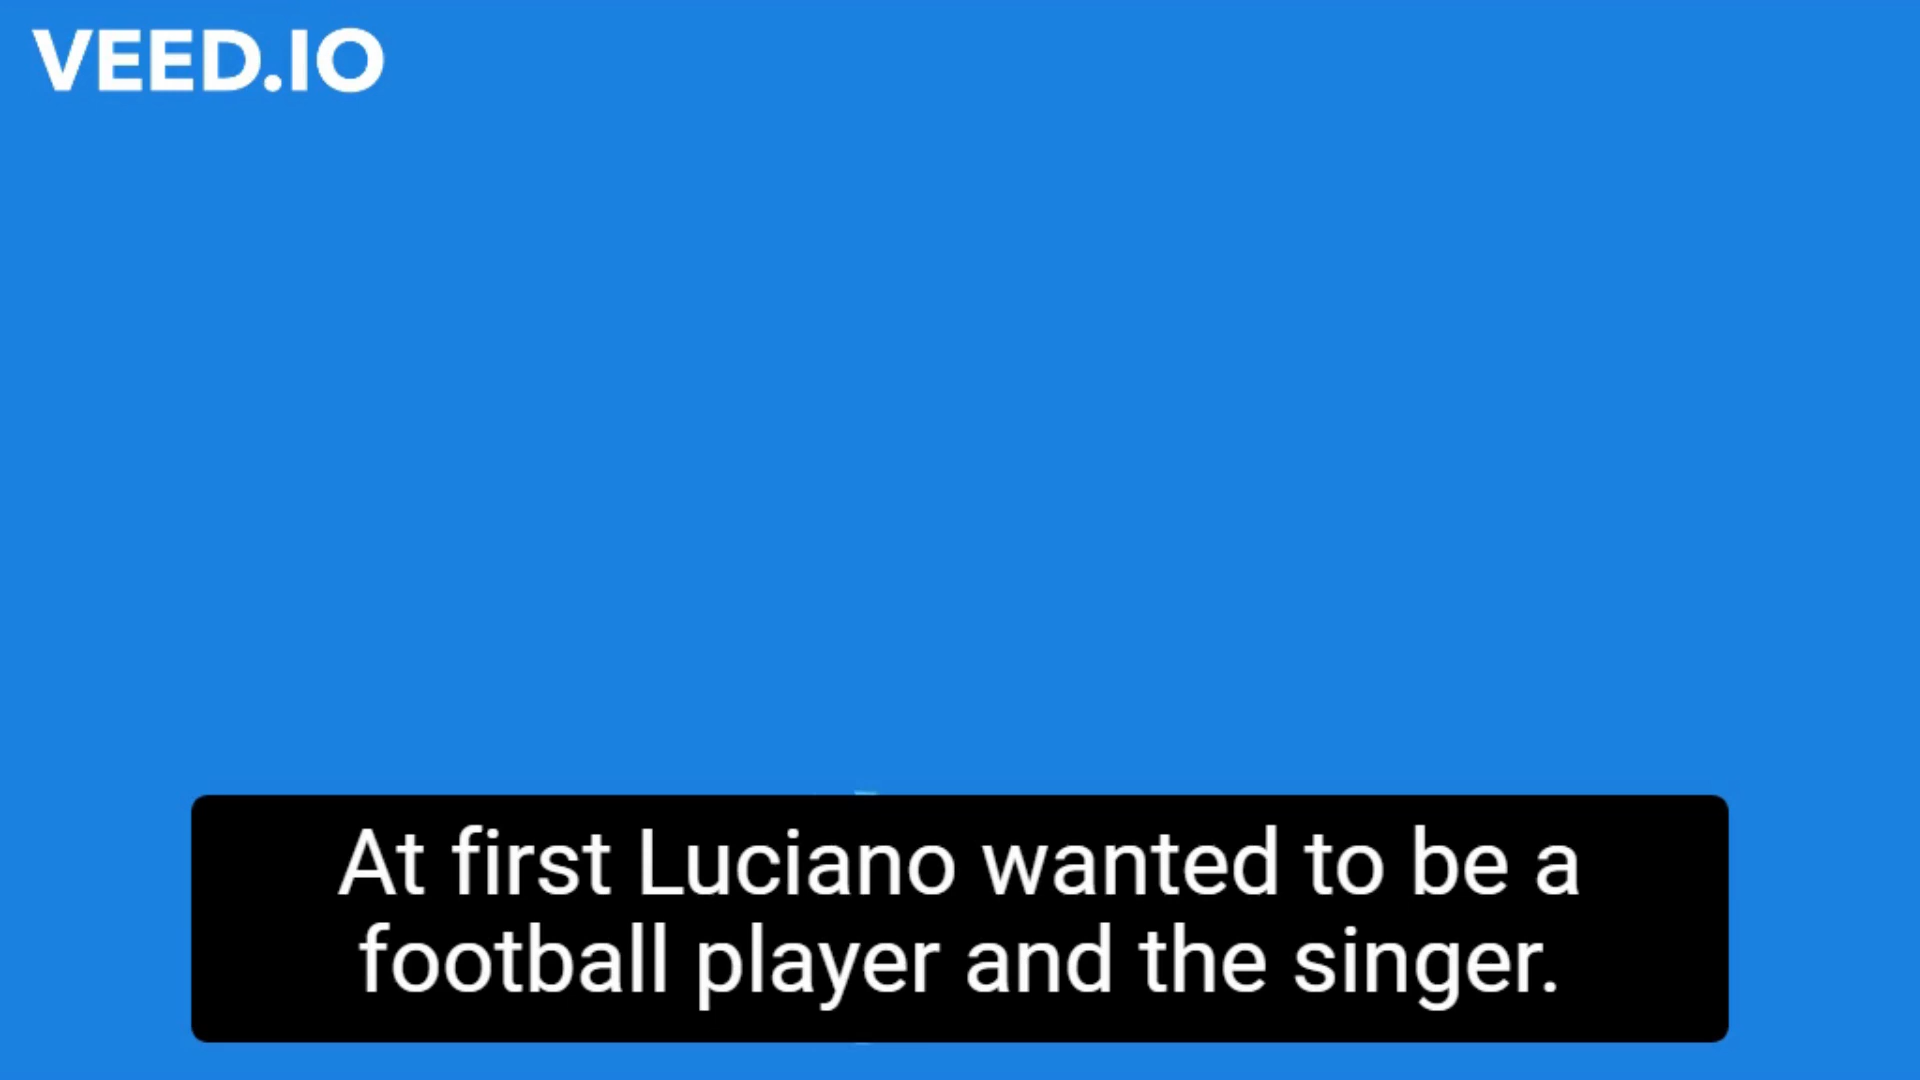 VEED.IO
At first Luciano wanted to be a
football player and the singer.